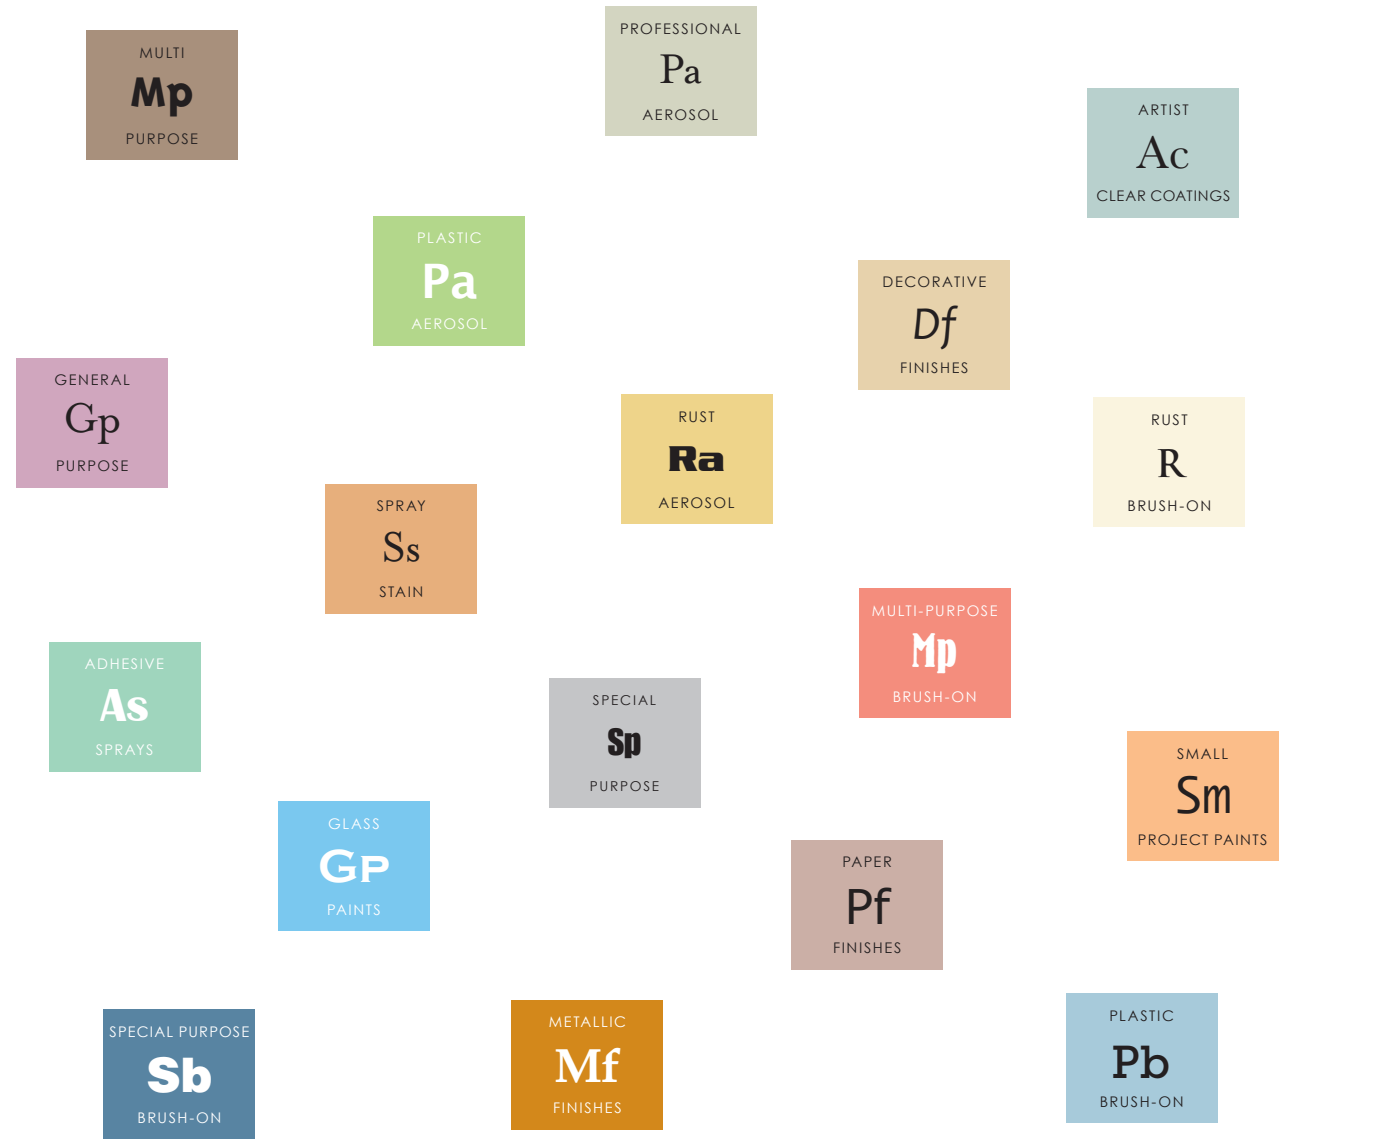 MULTI
Mp
PURPOSE
PROFESSIONAL
Pa
AEROSOL
ARTIST
Ac
CLEAR COATINGS
PLASTIC
Pa
AEROSOL
DECORATIVE
Df
FINISHES
GENERAL
Gp
PURPOSE
RUST
Ra
AEROSOL
RUST
R
BRUSH-ON
SPRAY
Ss
STAIN
MULTI-PURPOSE
Mp
BRUSH-ON
ADHESIVE
As
SPRAYS
SPECIAL
Sp
PURPOSE
SMALL
Sm
PROJECT PAINTS
GLASS
GP
PAINTS
PAPER
Pf
FINISHES
SPECIAL PURPOSE
Sb
BRUSH-ON
METALLIC
Mf
FINISHES
PLASTIC
Pb
BRUSH-ON